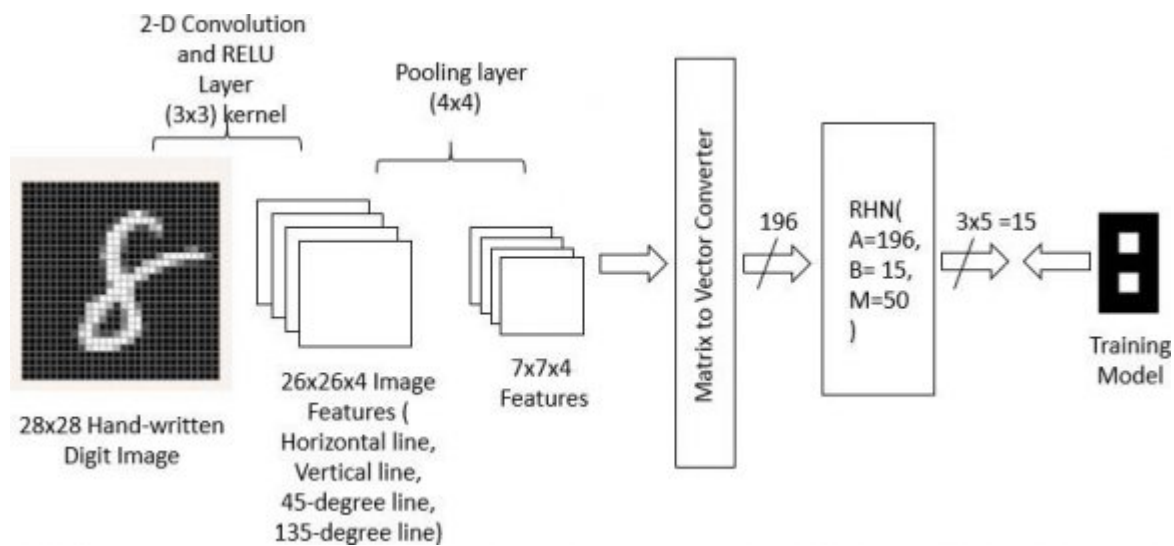 2-D Convolution
and RELU
Layer
(3x3) kernel
Pooling layer
(4x4)
28x28 Hand-written
Digit Image
26x26x4 Image
Features (
Horizontal line,
Vertical line,
45-degree line,
135-degree line)
7x7x4
Features
Matrix to Vector Converter
196
RHN(
A=196,
B= 15,
M=50
)
3x5 =15
Training
Model